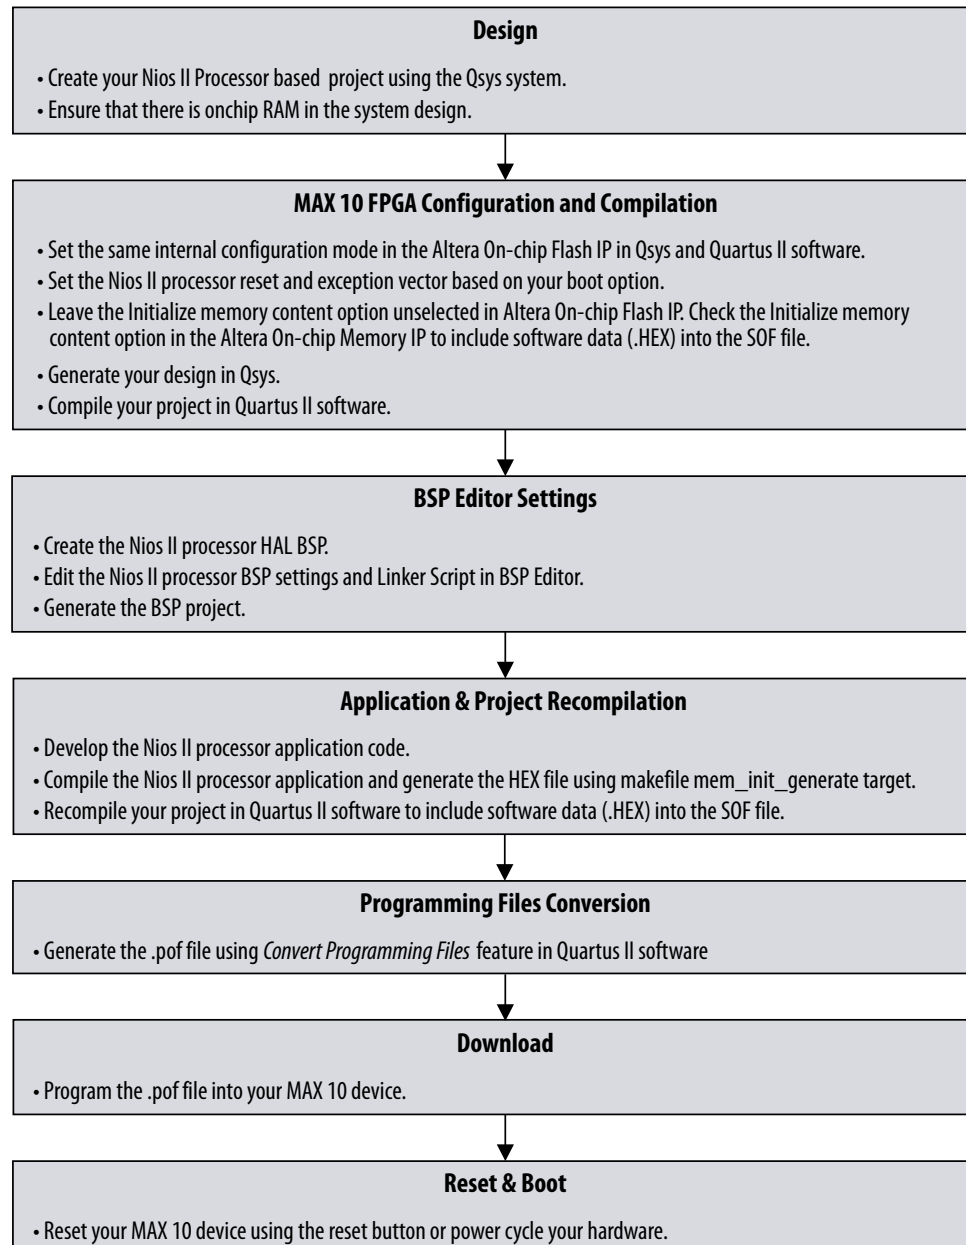 Design
• Create your Nios II Processor based project using the Qsys system.
• Ensure that there is onchip RAM in the system design.
MAX 10 FPGA Configuration and Compilation
• Set the same internal configuration mode in the Altera On-chip Flash IP in Qsys and Quartus II software.
• Set the Nios II processor reset and exception vector based on your boot option.
• Leave the Initialize memory content option unselected in Altera On-chip Flash IP. Check the Initialize memory
content option in the Altera On-chip Memory IP to include software data (.HEX) into the SOF file.
• Generate your design in Qsys.
• Compile your project in Quartus II software.
BSP Editor Settings
• Create the Nios II processor HAL BSP.
• Edit the Nios II processor BSP settings and Linker Script in BSP Editor.
• Generate the BSP project.
Application & Project Recompilation
• Develop the Nios II processor application code.
• Compile the Nios II processor application and generate the HEX file using makefile mem_init_generate target.
• Recompile your project in Quartus II software to include software data (.HEX) into the SOF file.
Programming Files Conversion
• Generate the .pof file using Convert Programming Files feature in Quartus II software
Download
• Program the .pof file into your MAX 10 device.
Reset & Boot
• Reset your MAX 10 device using the reset button or power cycle your hardware.